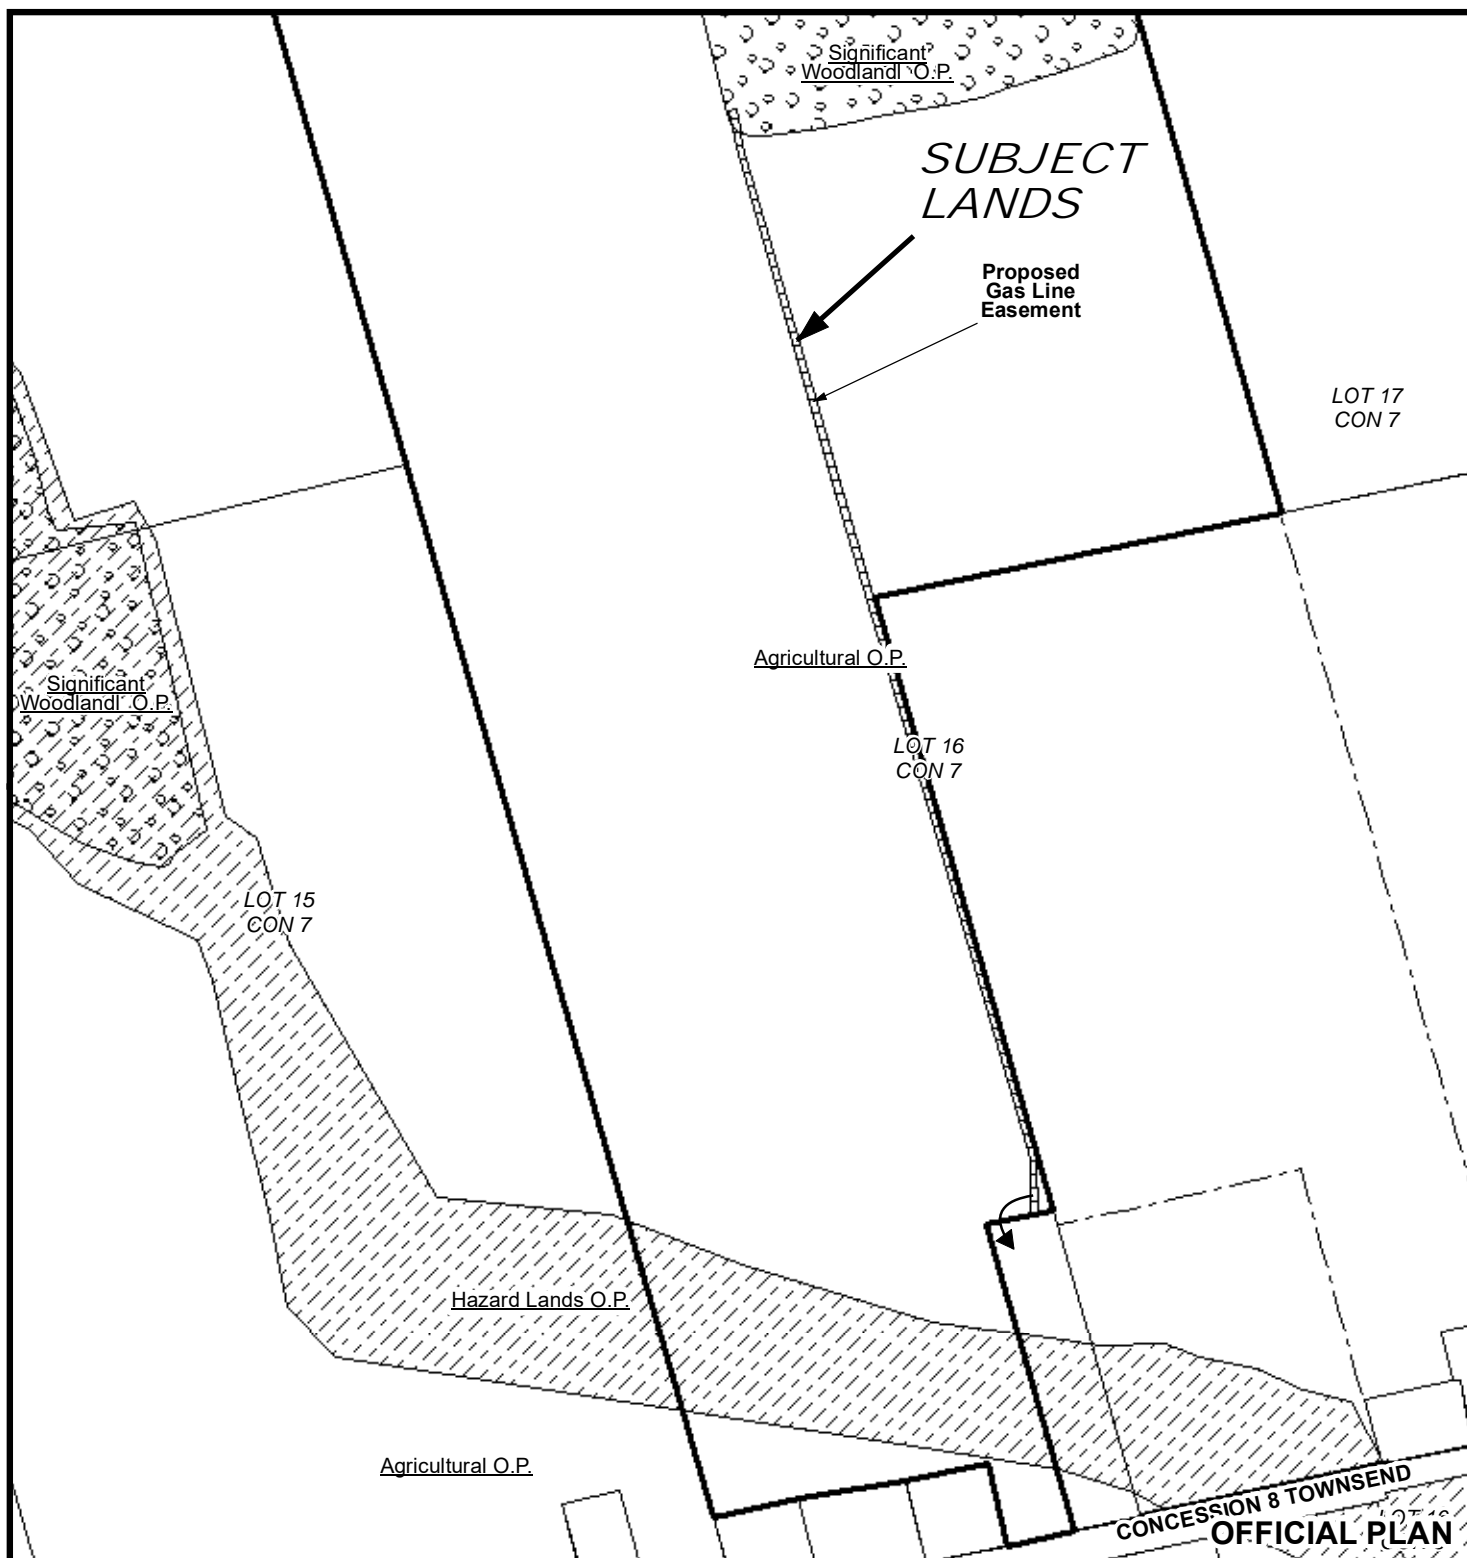 Significant
Woodlandl O.P.
SUBJECT
LANDS
Proposed
Gas Line
Easement
LOT 17
CON 7
Agricultural O.P.
Significant
Woodlandl O.P.
LOT 16
CON 7
LOT 15
CON 7
Hazard Lands O.P.
Agricultural O.P.
CONCESSION 8 TOWNSEND
OFFICIAL PLAN